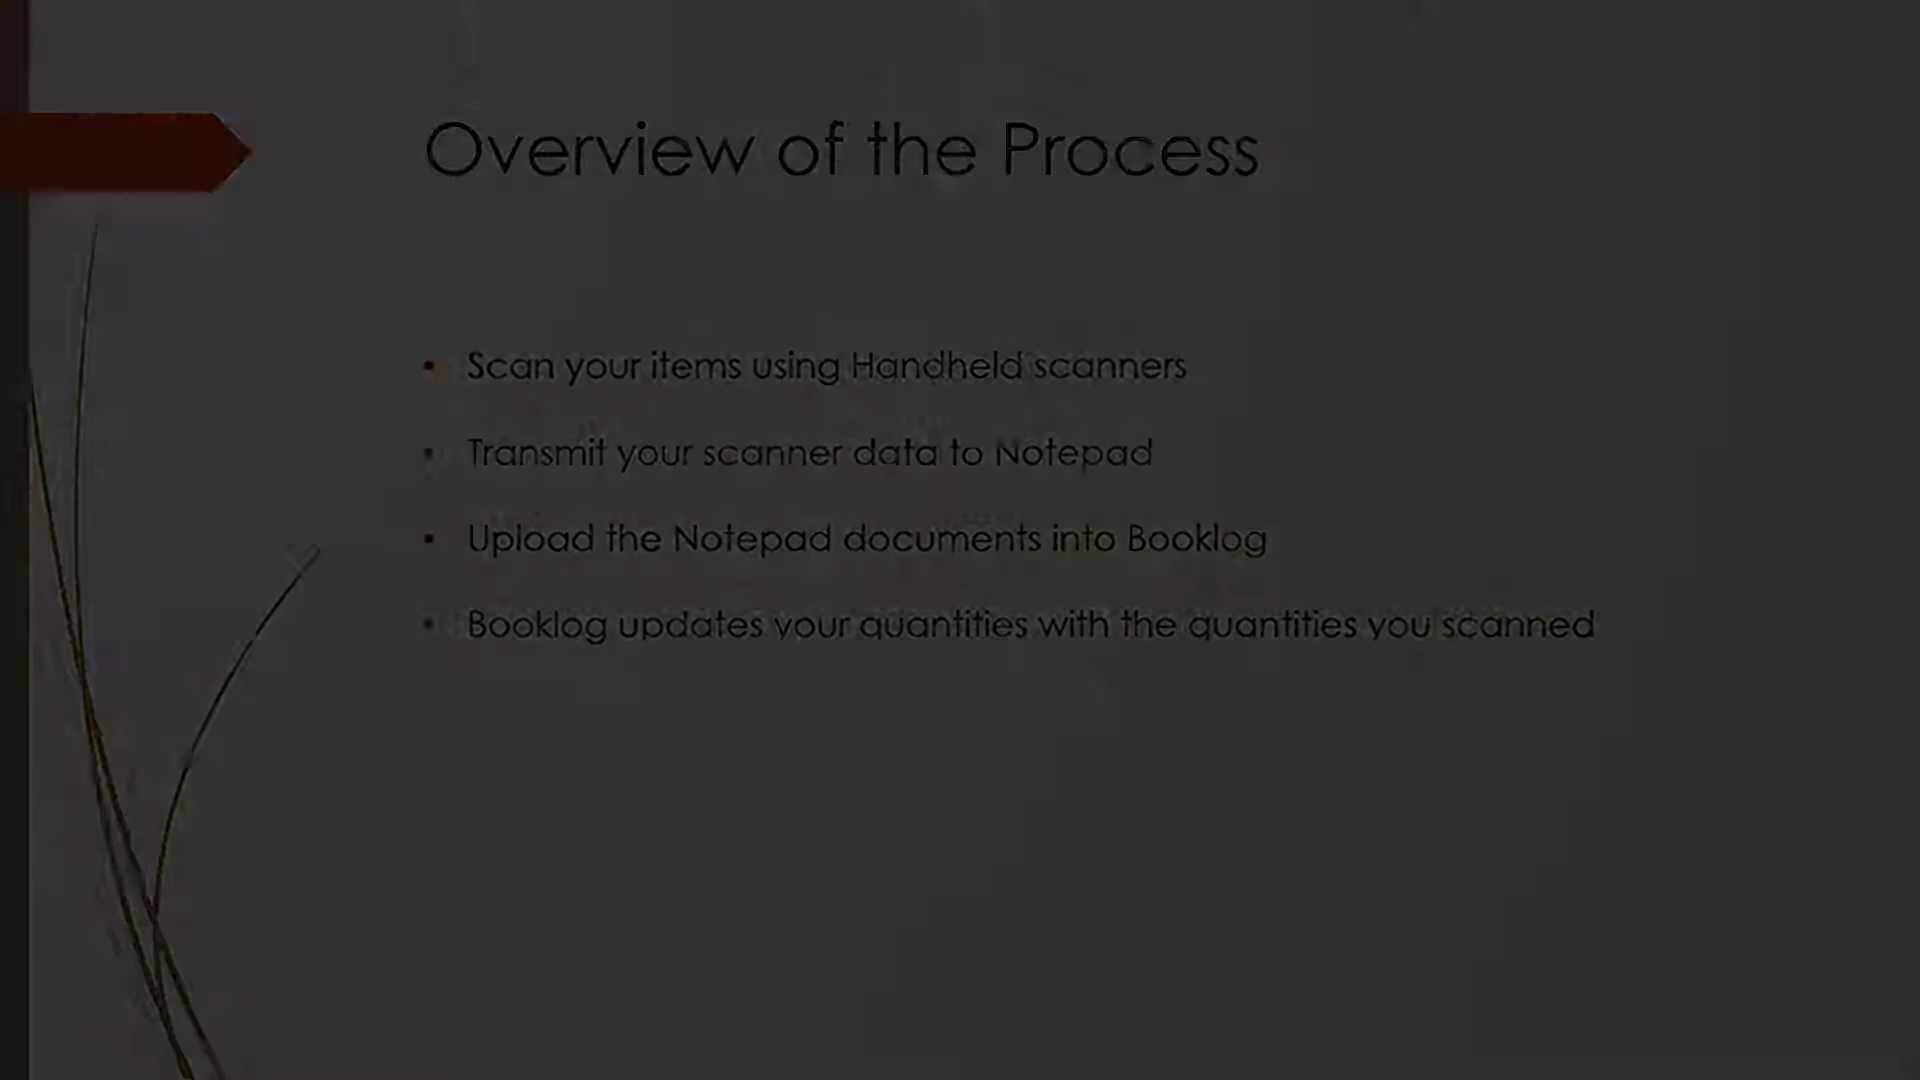 Overview of the Process
Scan your items using Handheld scanners
Transmit your scanner data to Notepad
Upload the Notepad documents into Booklog
Booklog updates your quantities with the quantities you scanned